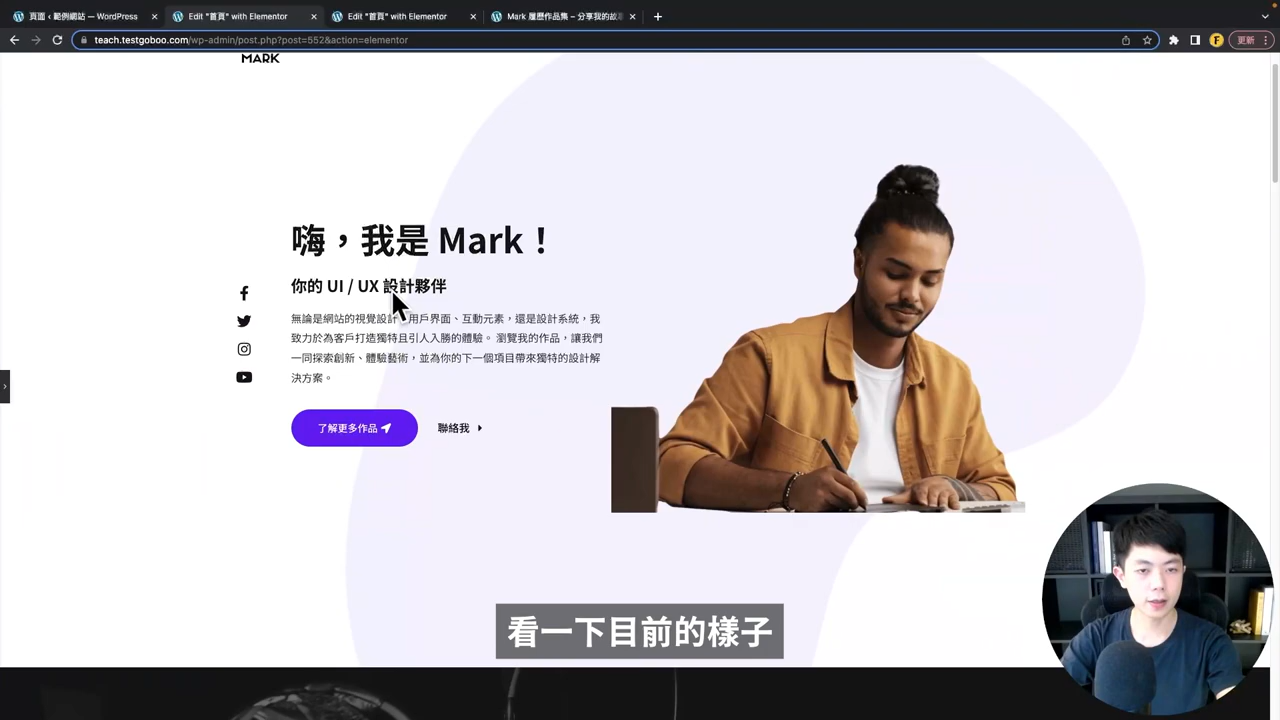 頁面 ‹ 範例網站 — WordPress
Edit "首頁" with Elementor
Edit "首頁" with Elementor
Mark 履歷作品集 – 分享我的故
teach.testgoboo.com/wp-admin/post.php?post=552&action=elementor
更新
MARK
嗨，我是 Mark！
你的 UI / UX 設計夥伴
無論是網站的視覺設計、用戶界面、互動元素，還是設計系統，我
致力於為客戶打造獨特且引人入勝的體驗。 瀏覽我的作品，讓我們
一同探索創新、體驗藝術，並為你的下一個項目帶來獨特的設計解
決方案。
了解更多作品
聯絡我
看一下目前的樣子